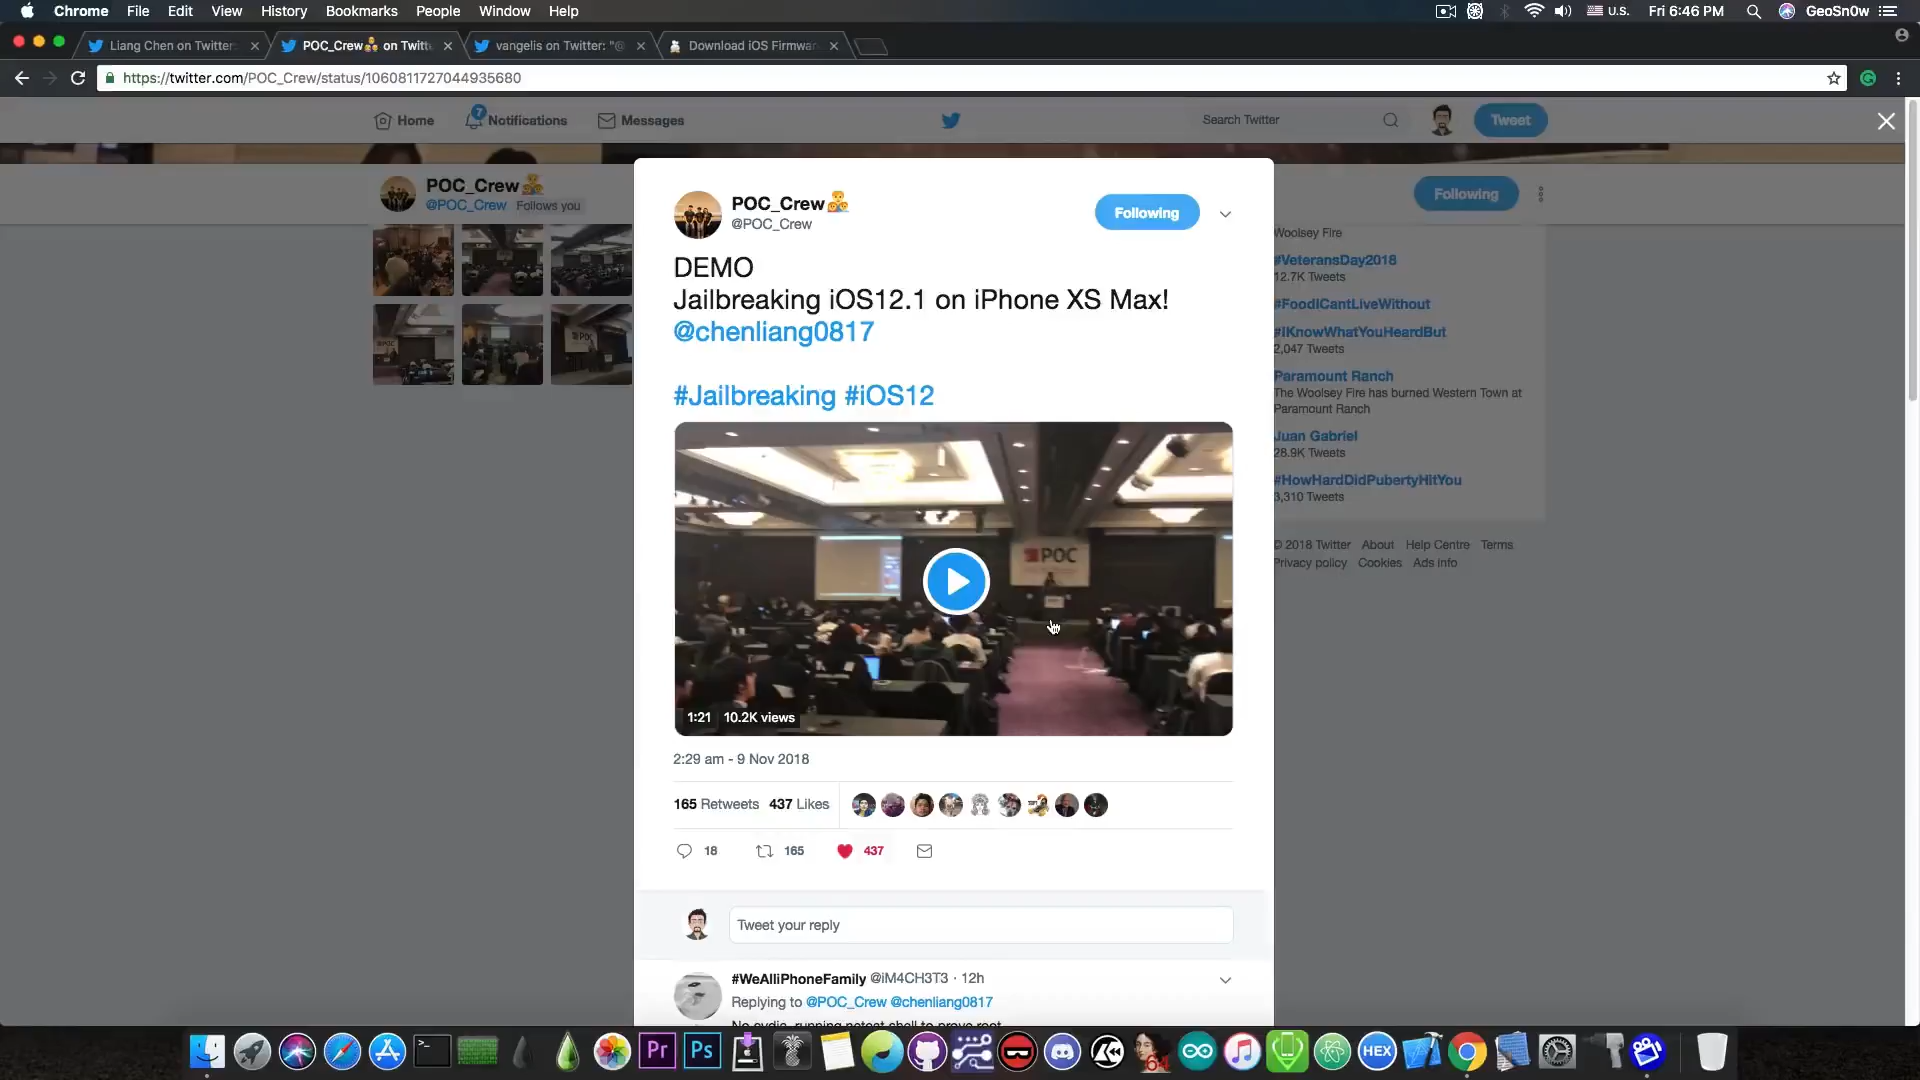 Chrome File Edit View History Bookmarks People Window Help U.S. Fri 6:46 PM GeoSn0w
Liang Chen on Twitter: POC_Crew on Twitt vangelis on Twitter: "@ Download iOS Firmwar
https://twitter.com/POC_Crew/status/1060811727044935680
Home 7 Notifications Messages Search Twitter Tweet
POC_Crew
@POC_Crew Follows you
Following
POC_Crew
@POC_Crew
Following
DEMO
Jailbreaking iOS12.1 on iPhone XS Max!
@chenliang0817
#Jailbreaking #iOS12
POC
1:21 10.2K views
2:29 am - 9 Nov 2018
165 Retweets 437 Likes
18 165 437
Tweet your reply
#WeAlliPhoneFamily @iM4CH3T3 · 12h
Replying to @POC_Crew @chenliang0817
Woolsey Fire
#VeteransDay2018
12.7K Tweets
#FoodICantLiveWithout
#IKnowWhatYouHeardBut
2,047 Tweets
Paramount Ranch
The Woolsey Fire has burned Western Town at
Paramount Ranch
Juan Gabriel
28.9K Tweets
#HowHardDidPubertyHitYou
3,310 Tweets
© 2018 Twitter About Help Centre Terms
Privacy policy Cookies Ads info
Pr Ps 64 HEX